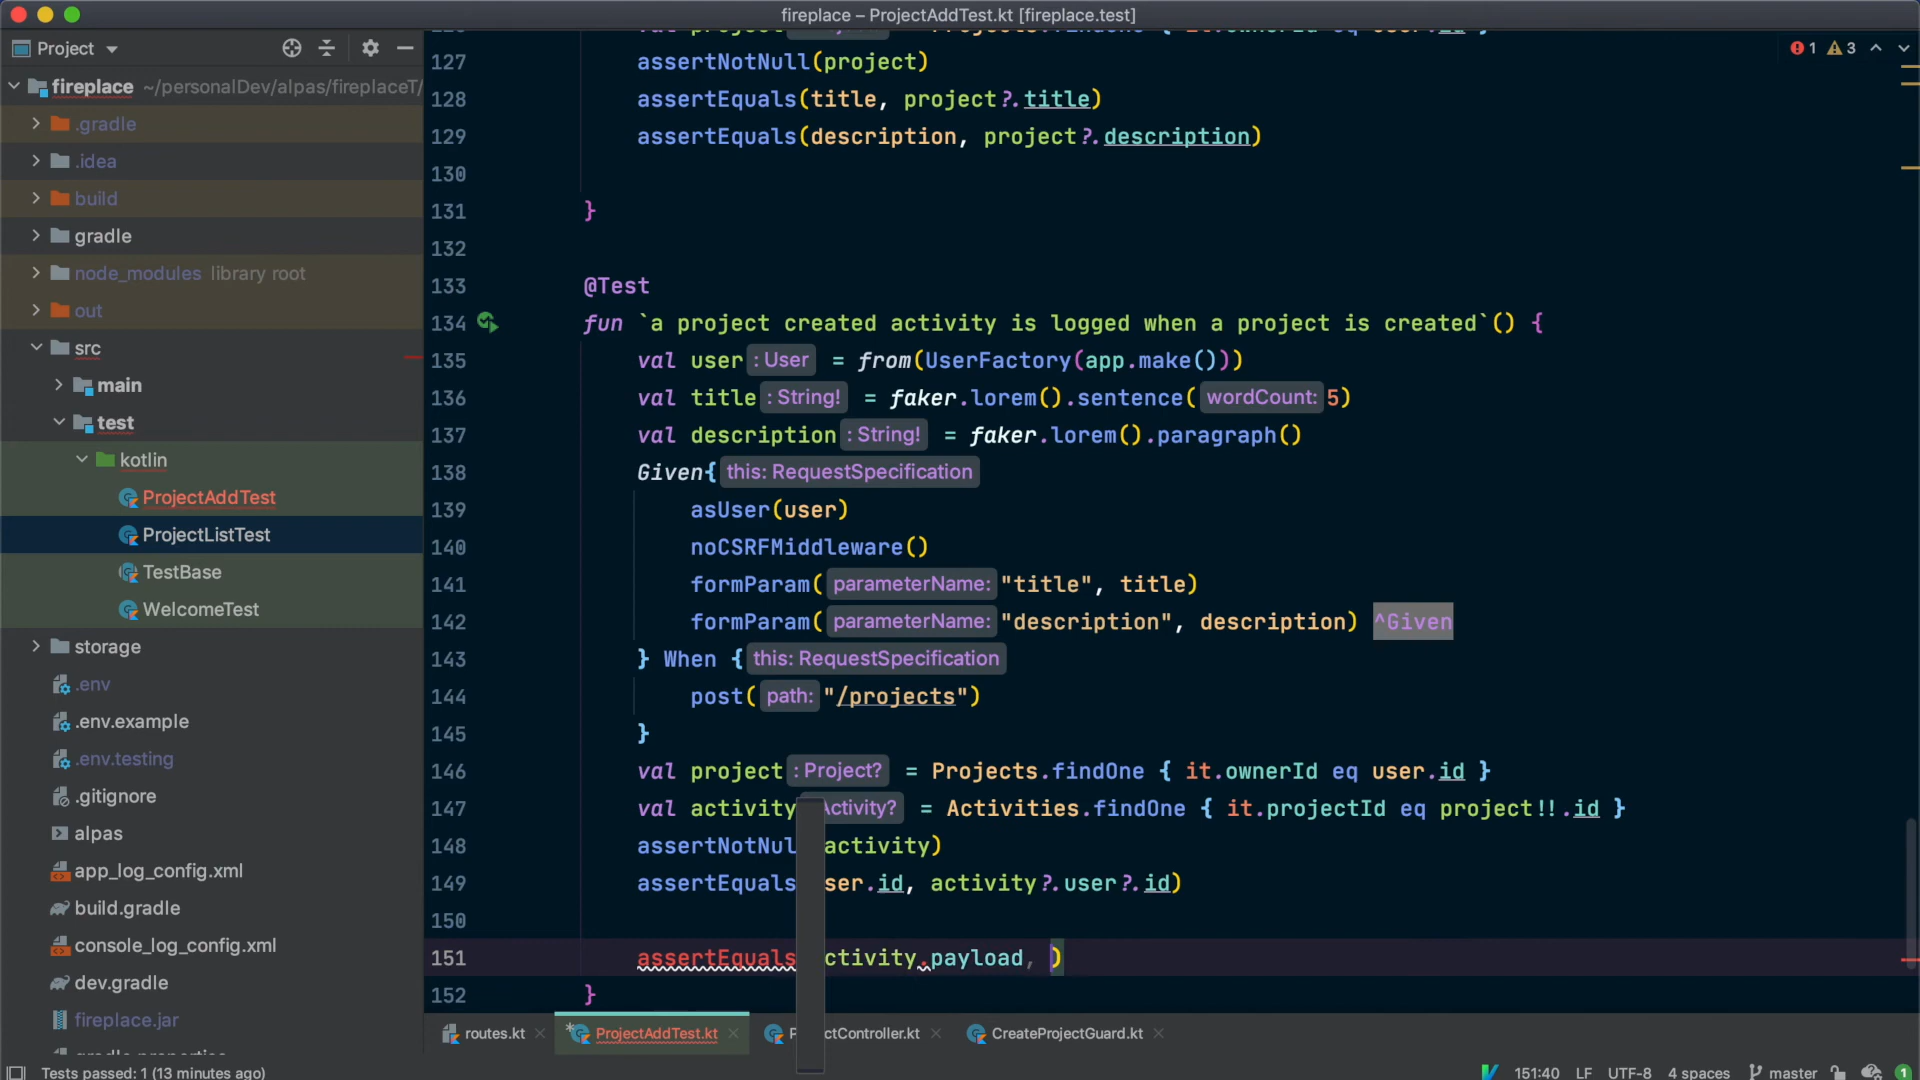 fireplace – ProjectAddTest.kt [fireplace.test]
Project
fireplace ~/personalDev/alpas/fireplaceT/
.gradle
.idea
build
gradle
node_modules library root
out
src
main
test
kotlin
ProjectAddTest
ProjectListTest
TestBase
WelcomeTest
storage
.env
.env.example
.env.testing
.gitignore
alpas
app_log_config.xml
build.gradle
console_log_config.xml
dev.gradle
fireplace.jar
gradle.properties
1 3
127 assertNotNull(project)
128 assertEquals(title, project?.title)
129 assertEquals(description, project?.description)
130
131 }
132
133 @Test
134 fun `a project created activity is logged when a project is created`() {
135 val user : User = from(UserFactory(app.make()))
136 val title : String! = faker.lorem().sentence( wordCount: 5)
137 val description : String! = faker.lorem().paragraph()
138 Given{ this: RequestSpecification
139 asUser(user)
140 noCSRFMiddleware()
141 formParam( parameterName: "title", title)
142 formParam( parameterName: "description", description) ^Given
143 } When { this: RequestSpecification
144 post( path: "/projects")
145 }
146 val project : Project? = Projects.findOne { it.ownerId eq user.id }
147 val activity Activity? = Activities.findOne { it.projectId eq project!!.id }
148 assertNotNul activity)
149 assertEquals ser.id, activity?.user?.id)
150
151 assertEquals ctivity.payload, )
152 }
routes.kt
ProjectAddTest.kt
P ctController.kt
CreateProjectGuard.kt
Tests passed: 1 (13 minutes ago)
151:40 LF UTF-8 4 spaces master 1